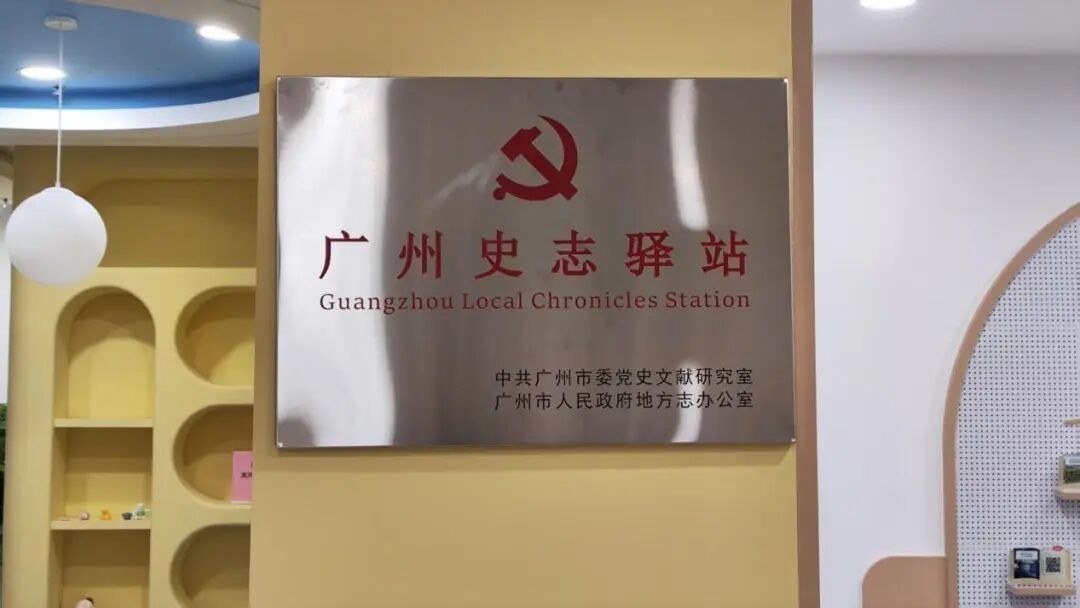 广州史志驿站
Guangzhou Local Chronicles Station
中共广州市委党史文献研究室
广州市人民政府地方志办公室